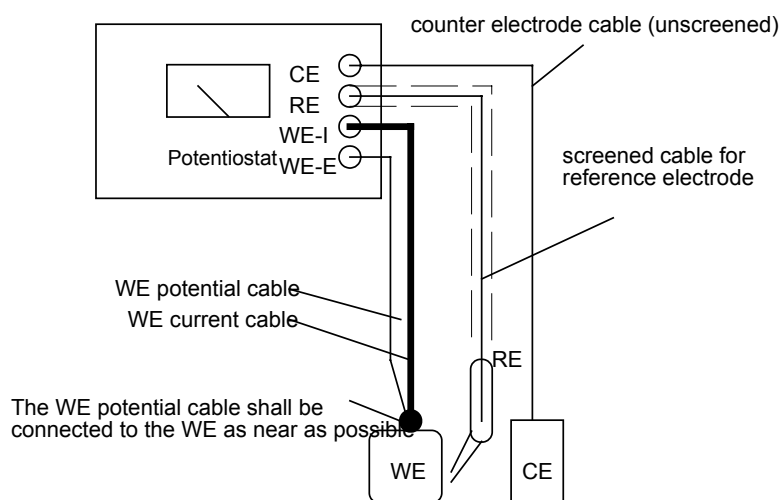 counter electrode cable (unscreened)
CE
RE
WE-I
Potentiostat
WE-E
screened cable for
reference electrode
WE potential cable
WE current cable
RE
The WE potential cable shall be
connected to the WE as near as possible
WE
CE